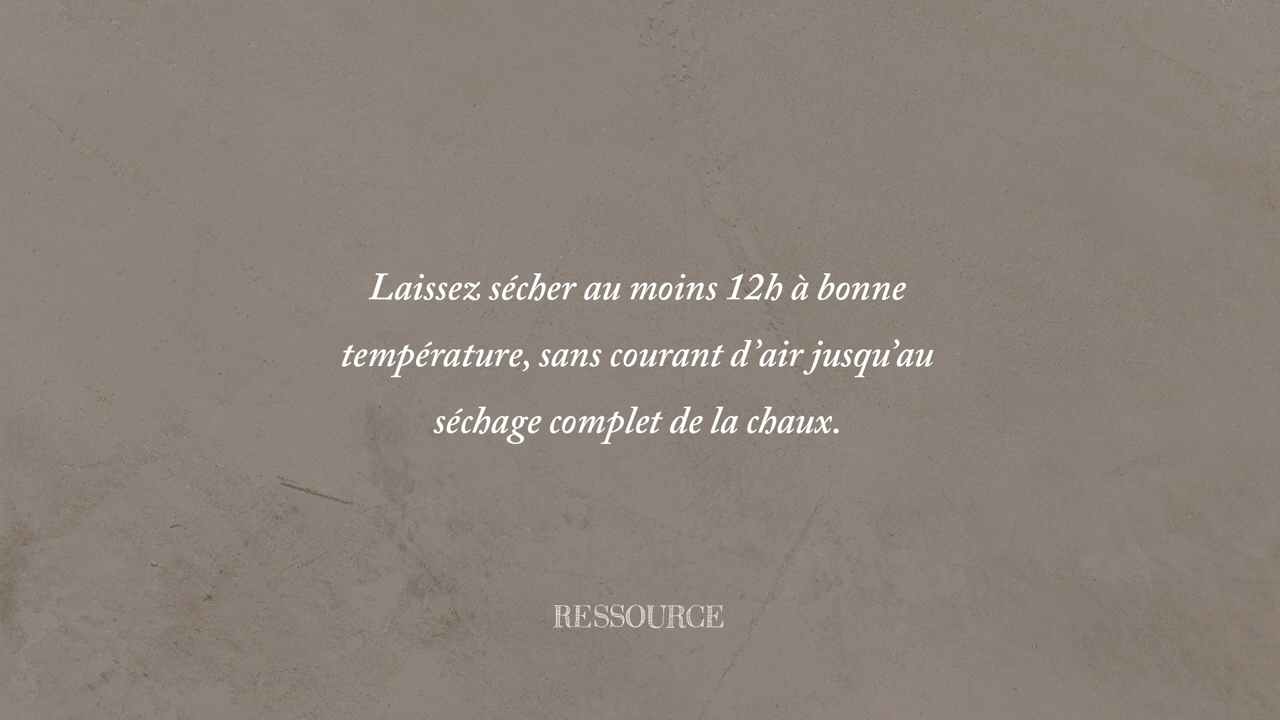 Laissez sécher au moins 12h à bonne
température, sans courant d’air jusqu’au
séchage complet de la chaux.
RESSOURCE